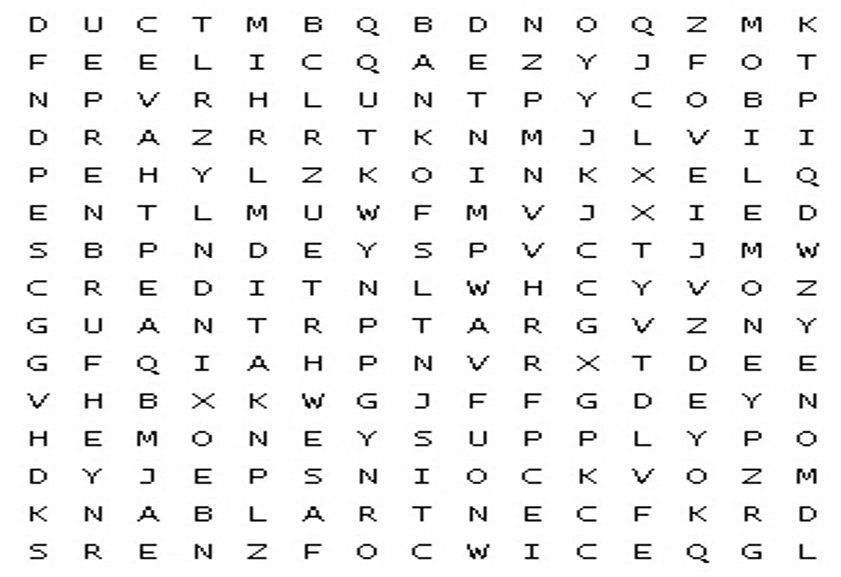 D U C T M B Q B D N O Q Z M K
F E E L I C Q A E Z Y J F O T
N P V R H L U N T P Y C O B P
D R A Z R R T K N M J L V I I
P E H Y L Z K O I N K X E L Q
E N T L M U W F M V J X I E D
S B P N D E Y S P V C T J M W
C R E D I T N L W H C Y V O Z
G U A N T R P T A R G V Z N Y
G F Q I A H P N V R X T D E E
V H B X K W G J F F G D E Y N
H E M O N E Y S U P P L Y P O
D Y J E P S N I O C K V O Z M
K N A B L A R T N E C F K R D
S R E N Z F O C W I C E Q G L